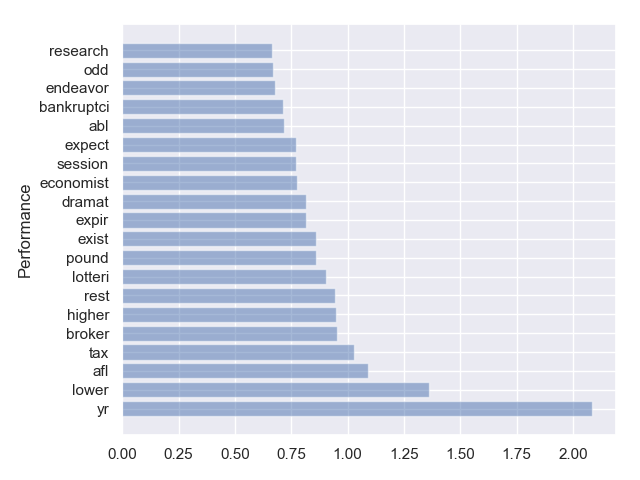 research
odd
endeavor
bankruptci
abl
expect
session
economist
dramat
expir
exist
pound
lotteri
rest
higher
broker
tax
afl
lower
yr
Performance
0.00 0.25 0.50 0.75 1.00 1.25 1.50 1.75 2.00